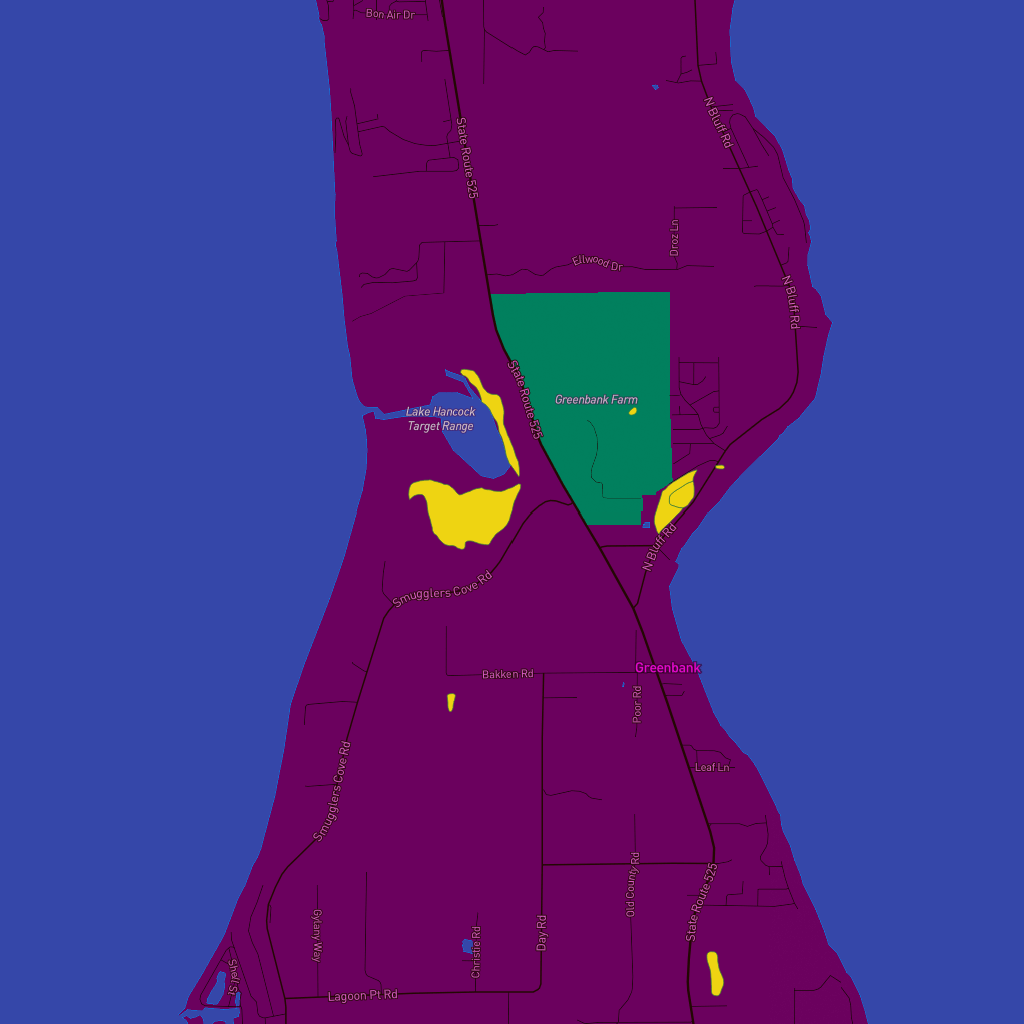 Bon Air Dr
N Bluff Rd
State Route 525
Droz Ln
Ellwood Dr
N Bluff Rd
State Route 525
Greenbank Farm
Lake Hancock
Target Range
N Bluff Rd
Smugglers Cove Rd
Greenbank
Bakken Rd
Poor Rd
Leaf Ln
Smugglers Cove Rd
Old County Rd
State Route 525
Gylany Way
Day Rd
Christie Rd
Shell St
Lagoon Pt Rd